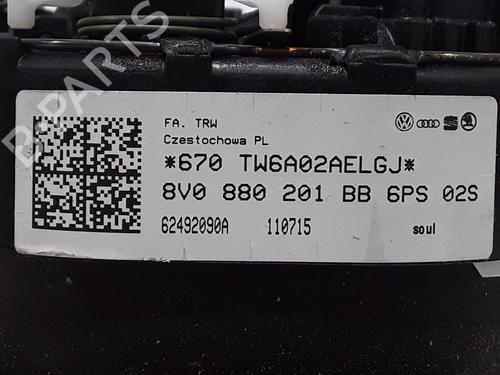 FA. TRW
Czestochowa PL
*670 TW6A02AELGJ*
8V0 880 201 BB 6PS 02S
62492090A 110715 soul
B-PARTS